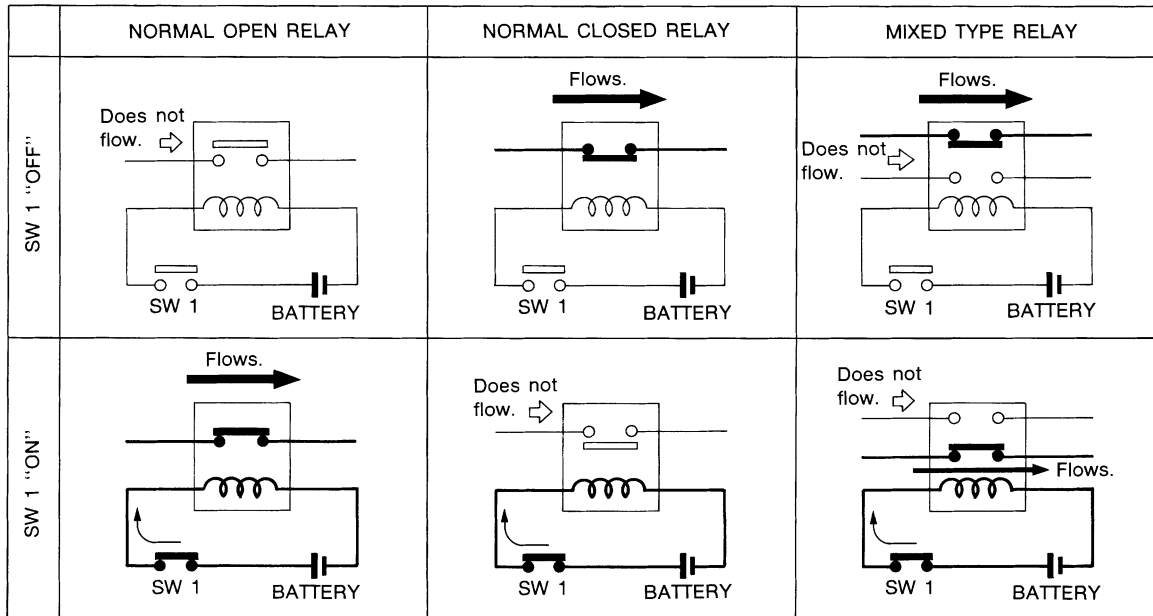 NORMAL OPEN RELAY
NORMAL CLOSED RELAY
MIXED TYPE RELAY
SW 1 "OFF"
Does not
flow.
SW 1
BATTERY
Flows.
SW 1
BATTERY
Flows.
Does not
flow.
SW 1
BATTERY
SW 1 "ON"
Flows.
SW 1
BATTERY
Does not
flow.
SW 1
BATTERY
Does not
flow.
Flows.
SW 1
BATTERY